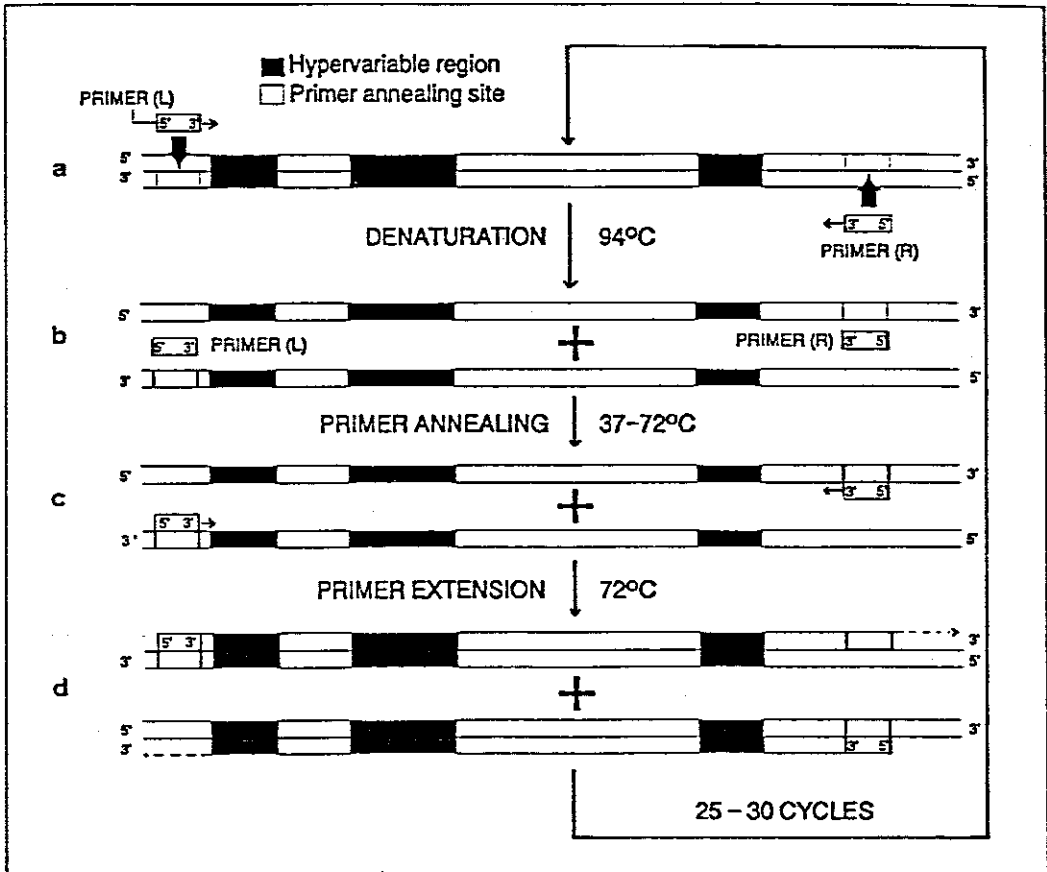 Hypervariable region
Primer annealing site
PRIMER (L)
5' 3'
5' 3'
a
3' 5'
3' 5'
PRIMER (R)
DENATURATION 94°C
5' 3'
b
5' 3' PRIMER (L) PRIMER (R) 3' 5'
3' 5'
PRIMER ANNEALING 37-72°C
5' 3'
c
3' 5'
5' 3'
3' 5'
PRIMER EXTENSION 72°C
5' 3' 3'
3' 5'
d
5' 3'
3' 3' 5'
25 – 30 CYCLES